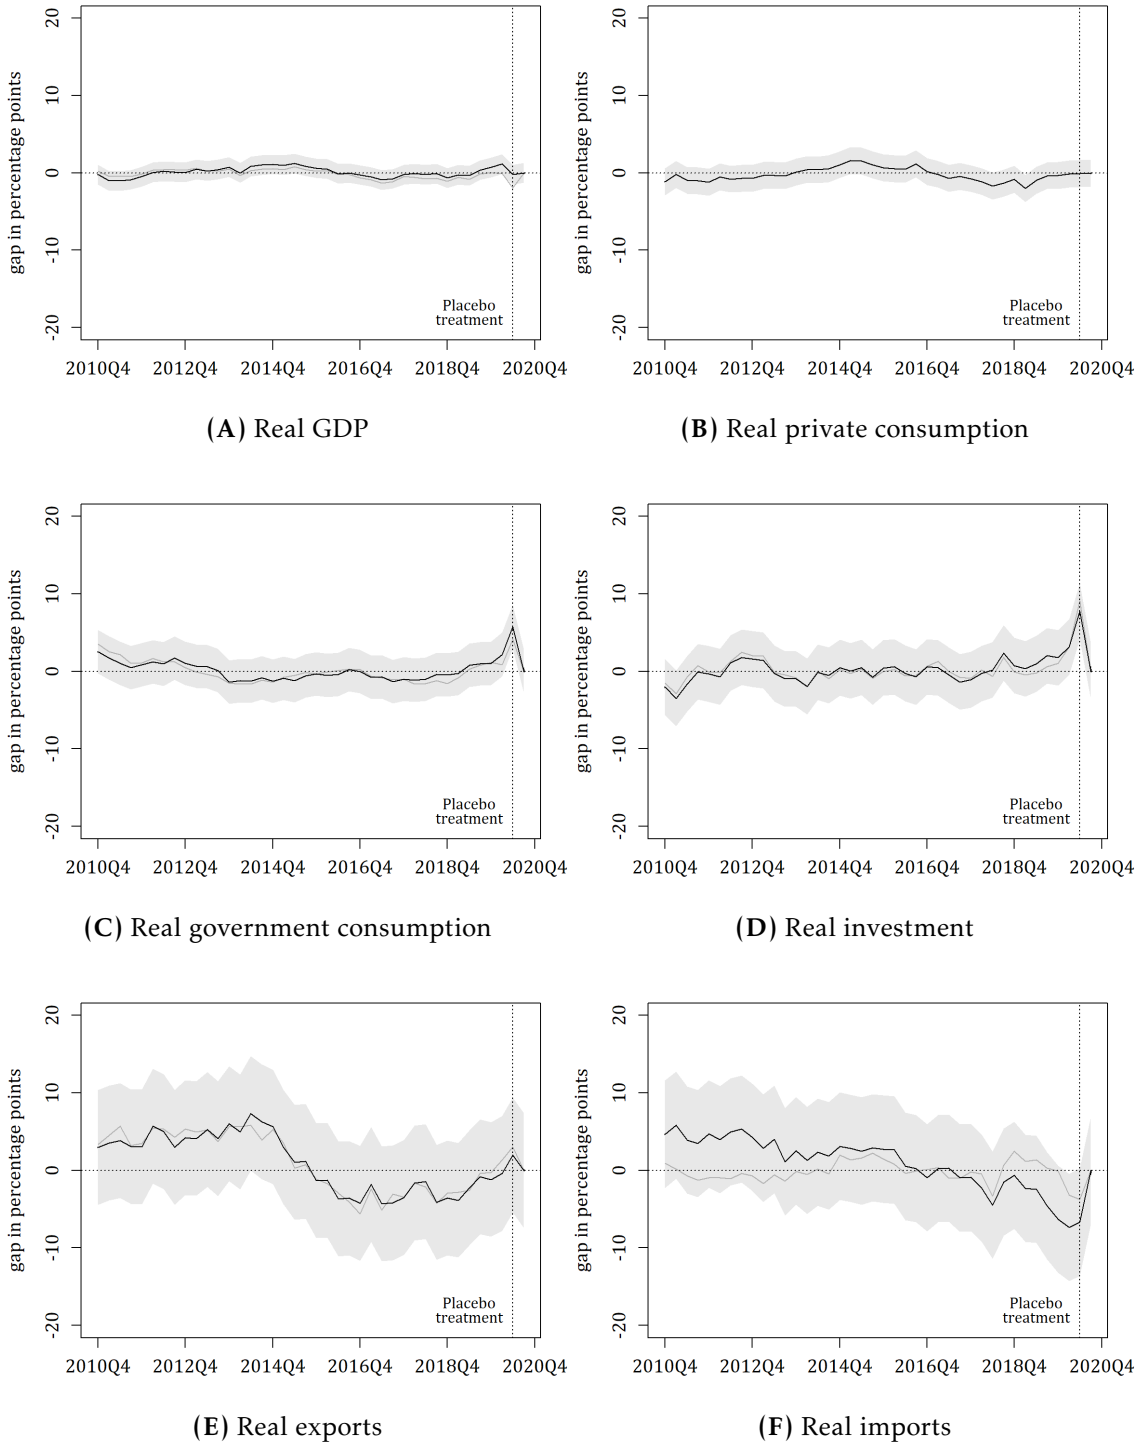 20
10
0
-10
-20
gap in percentage points
Placebo
treatment
2010Q4 2012Q4 2014Q4 2016Q4 2018Q4 2020Q4
(A) Real GDP
20
10
0
-10
-20
gap in percentage points
Placebo
treatment
2010Q4 2012Q4 2014Q4 2016Q4 2018Q4 2020Q4
(B) Real private consumption
20
10
0
-10
-20
gap in percentage points
Placebo
treatment
2010Q4 2012Q4 2014Q4 2016Q4 2018Q4 2020Q4
(C) Real government consumption
20
10
0
-10
-20
gap in percentage points
Placebo
treatment
2010Q4 2012Q4 2014Q4 2016Q4 2018Q4 2020Q4
(D) Real investment
20
10
0
-10
-20
gap in percentage points
Placebo
treatment
2010Q4 2012Q4 2014Q4 2016Q4 2018Q4 2020Q4
(E) Real exports
20
10
0
-10
-20
gap in percentage points
Placebo
treatment
2010Q4 2012Q4 2014Q4 2016Q4 2018Q4 2020Q4
(F) Real imports